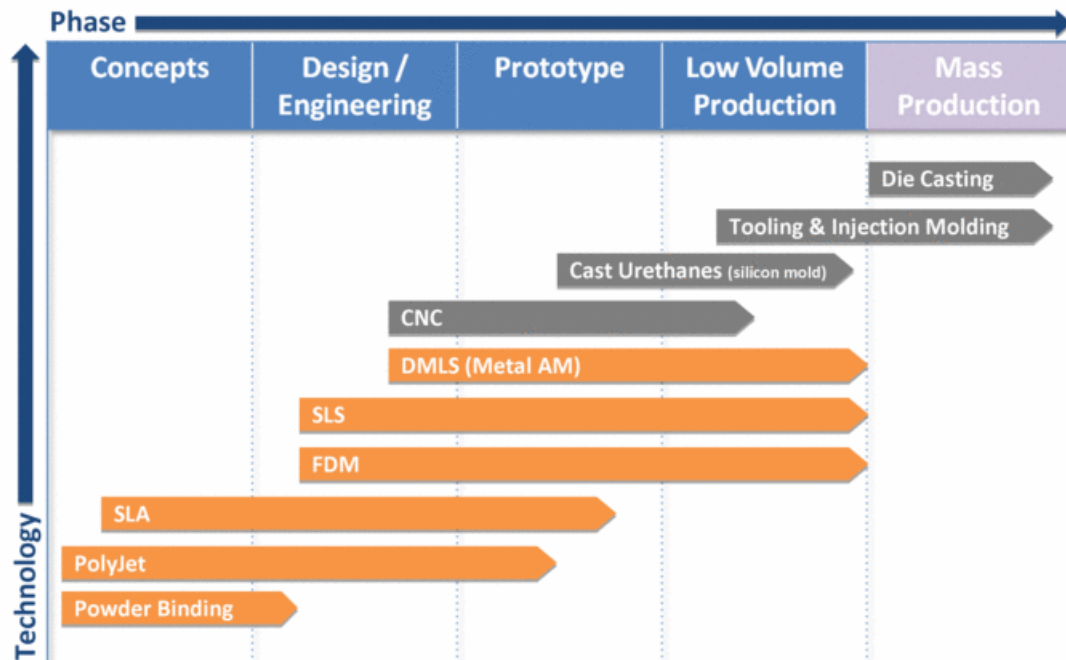 Phase
Concepts
Design /
Engineering
Prototype
Low Volume
Production
Mass
Production
Die Casting
Tooling & Injection Molding
Cast Urethanes (silicon mold)
CNC
DMLS (Metal AM)
SLS
FDM
SLA
PolyJet
Powder Binding
Technology